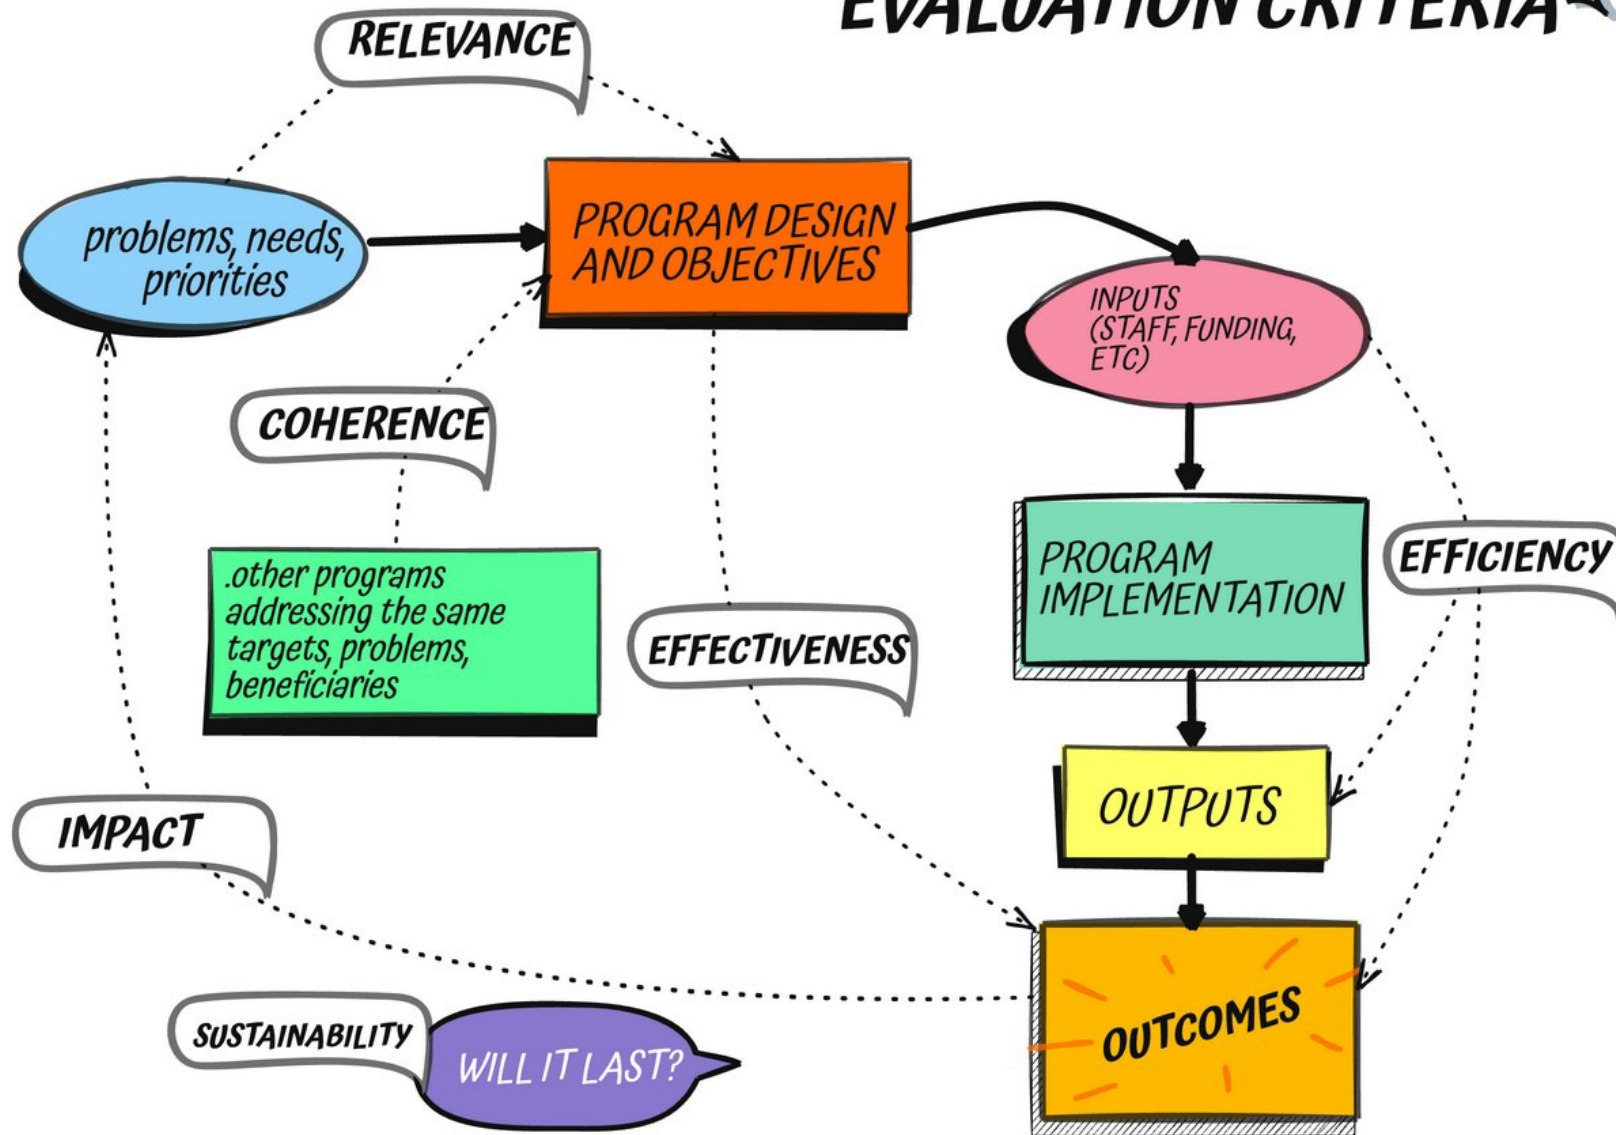 EVALUATION CRITERIA
RELEVANCE
problems, needs,
priorities
PROGRAM DESIGN
AND OBJECTIVES
INPUTS
(STAFF, FUNDING,
ETC)
COHERENCE
.other programs
addressing the same
targets, problems,
beneficiaries
EFFECTIVENESS
PROGRAM
IMPLEMENTATION
EFFICIENCY
OUTPUTS
IMPACT
OUTCOMES
SUSTAINABILITY
WILL IT LAST?